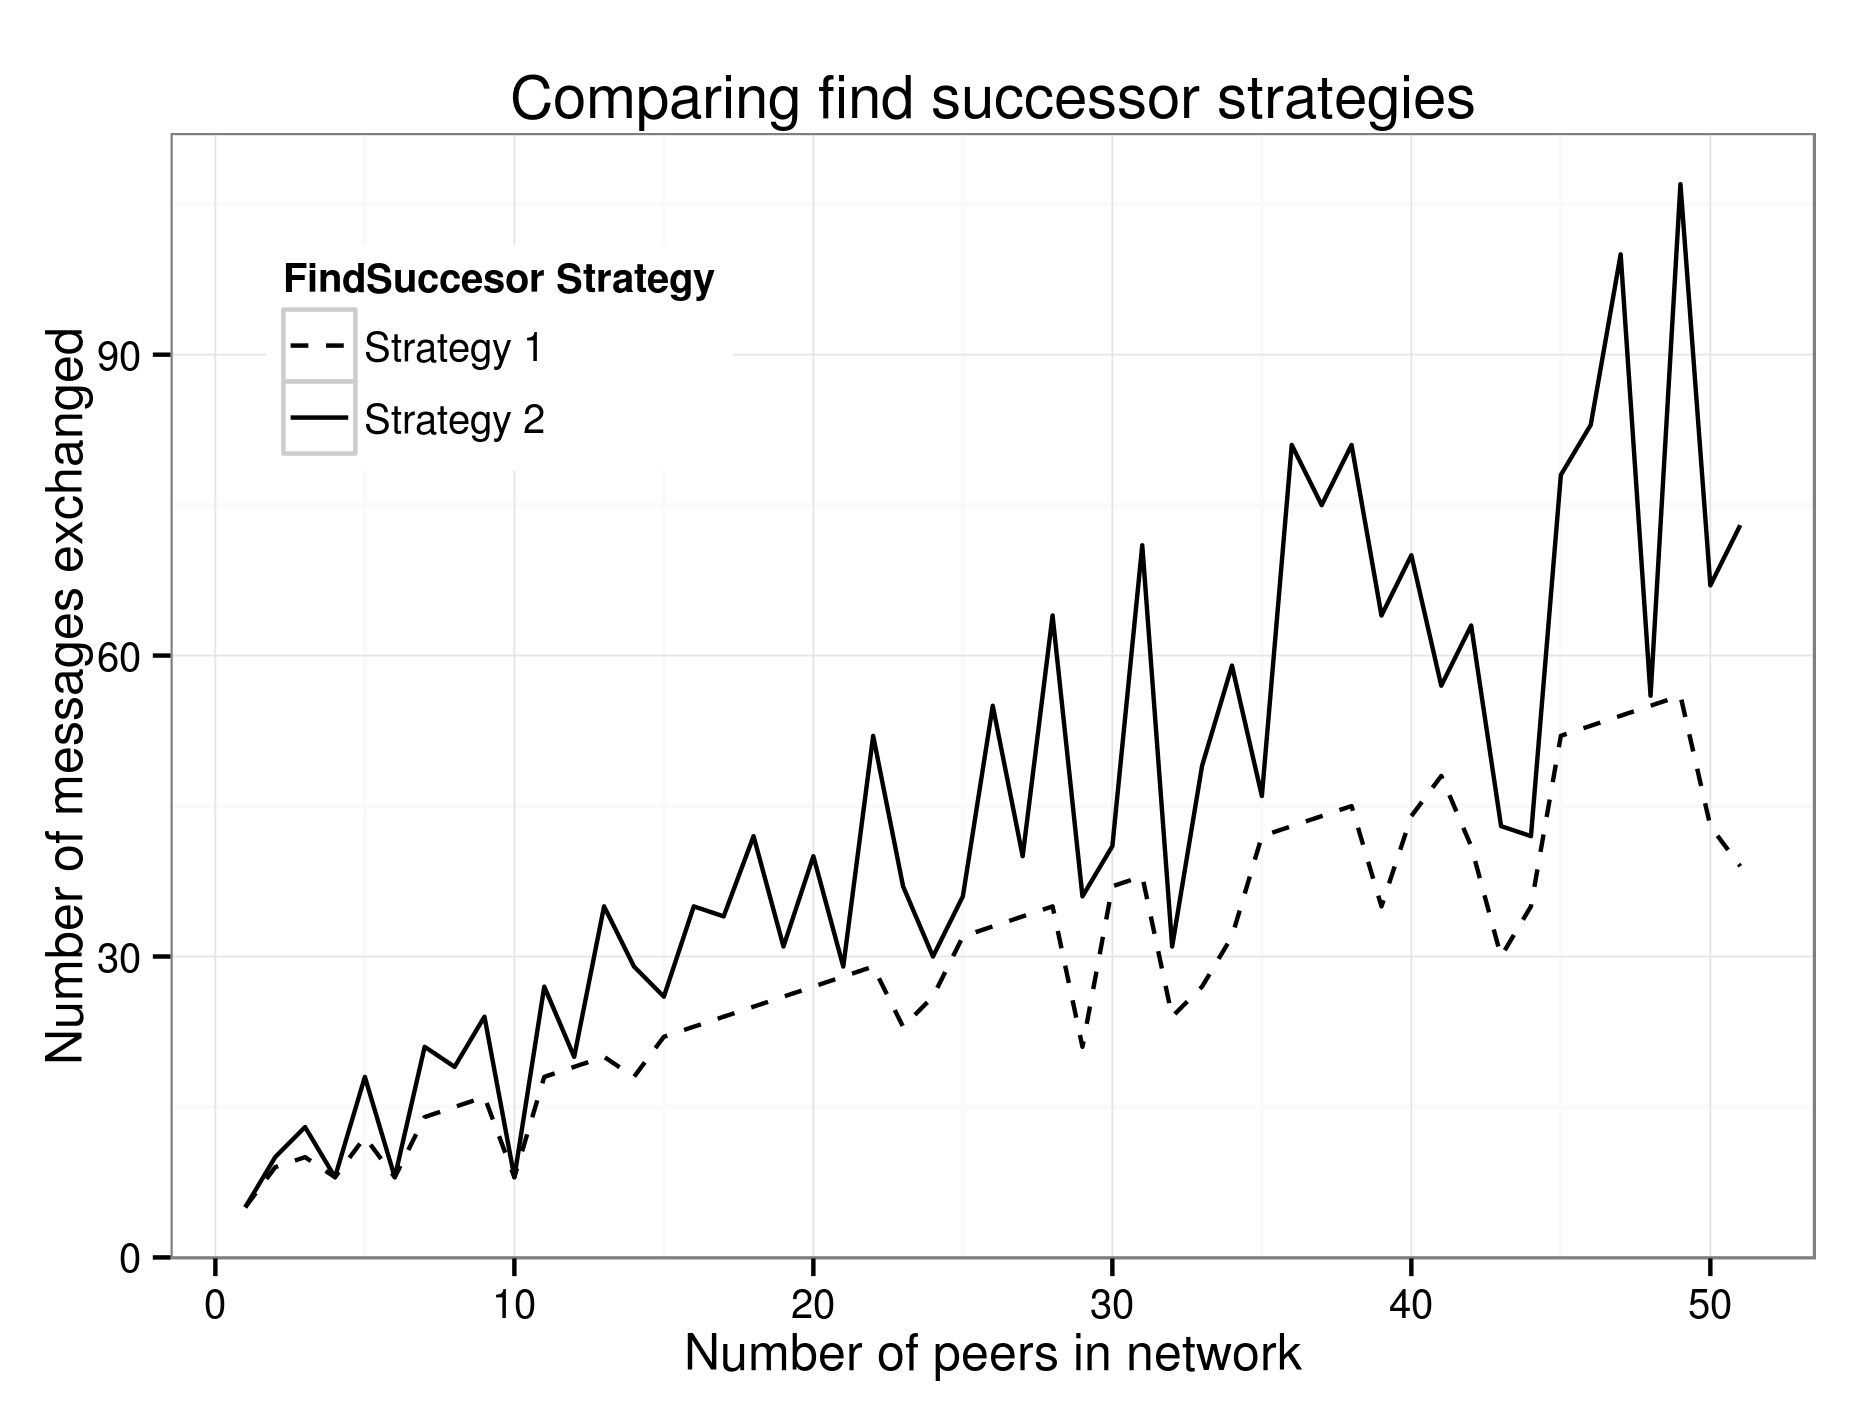 Comparing find successor strategies
FindSuccesor Strategy
Strategy 1
Strategy 2
Number of messages exchanged
90
60
30
0
0 10 20 30 40 50
Number of peers in network